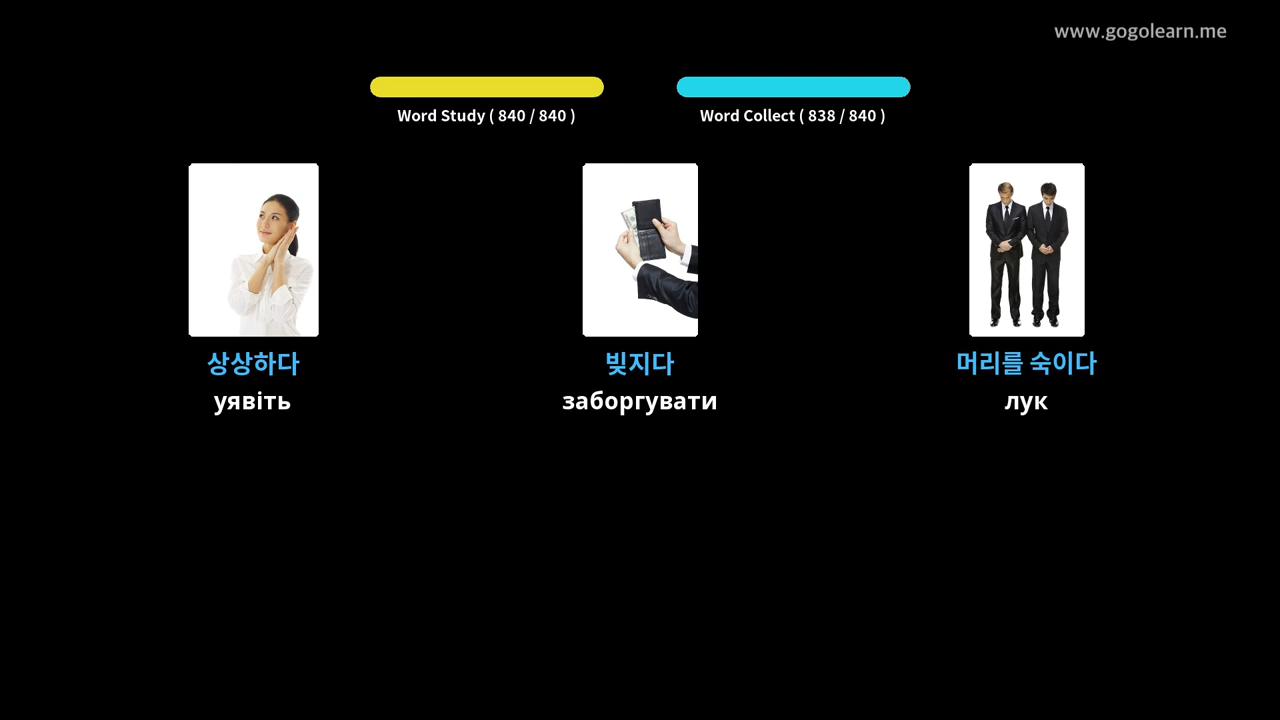 www.gogolearn.me
Word Study ( 840 / 840 )
Word Collect ( 838 / 840 )
상상하다
빚지다
머리를 숙이다
уявіть
заборгувати
лук